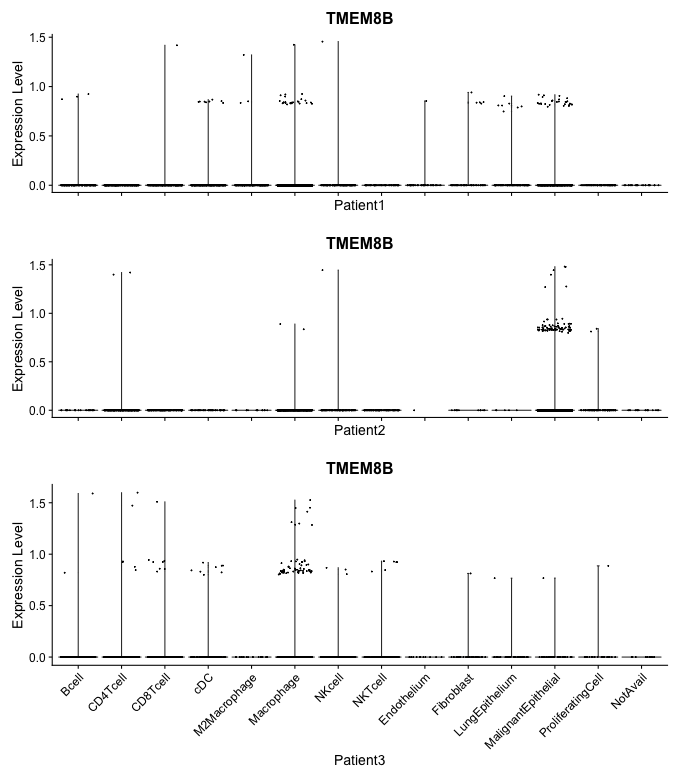 TMEM8B
Expression Level
1.5
1.0
0.5
0.0
Patient1
TMEM8B
Expression Level
1.5
1.0
0.5
0.0
Patient2
TMEM8B
Expression Level
1.5
1.0
0.5
0.0
Bcell
CD4Tcell
CD8Tcell
cDC
M2Macrophage
Macrophage
NKcell
NKTcell
Endothelium
Fibroblast
LungEpithelium
MalignantEpithelial
ProliferatingCell
NotAvail
Patient3